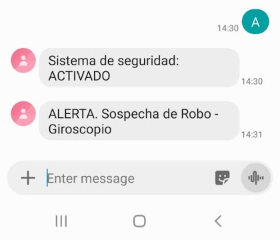 14:30
A
Sistema de seguridad:
ACTIVADO
14:30
ALERTA. Sospecha de Robo -
Giroscopio
14:31
Enter message